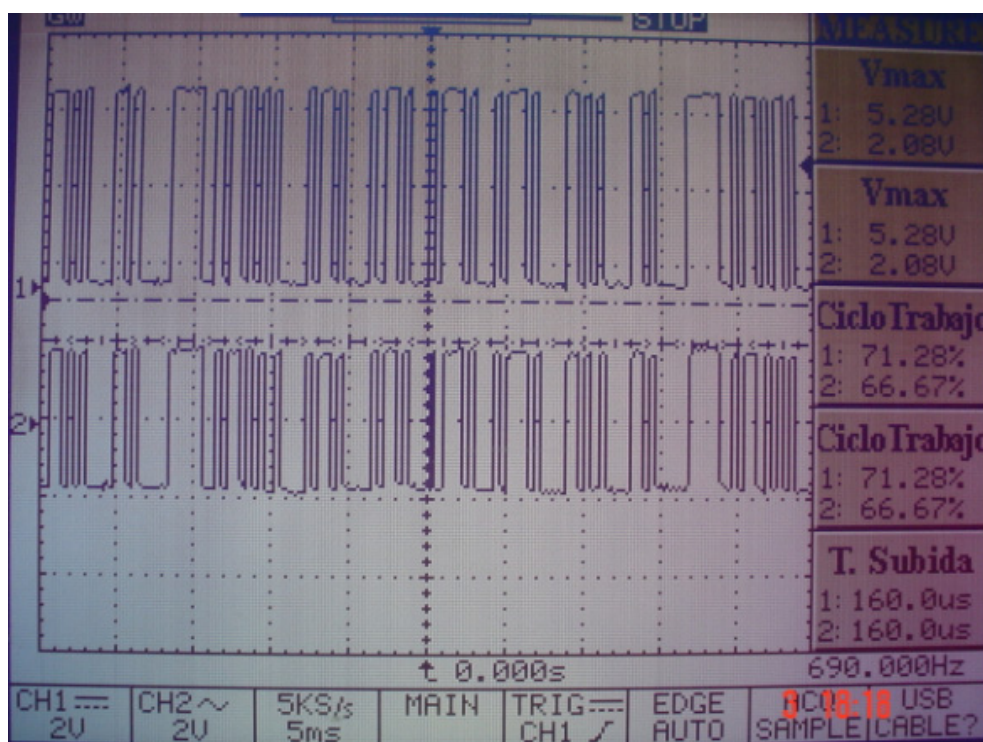 GW STOP
MEASURE
Vmax
1: 5.28V
2: 2.08V
Vmax
1: 5.28V
2: 2.08V
Ciclo Trabajo
1: 71.28%
2: 66.67%
Ciclo Trabajo
1: 71.28%
2: 66.67%
T. Subida
1: 160.0us
2: 160.0us
1
2
0.000s 690.000Hz
CH1 CH2 5KS/s MAIN TRIG EDGE USB
2V 2V 5ms CH1 AUTO SAMPLE CABLE?